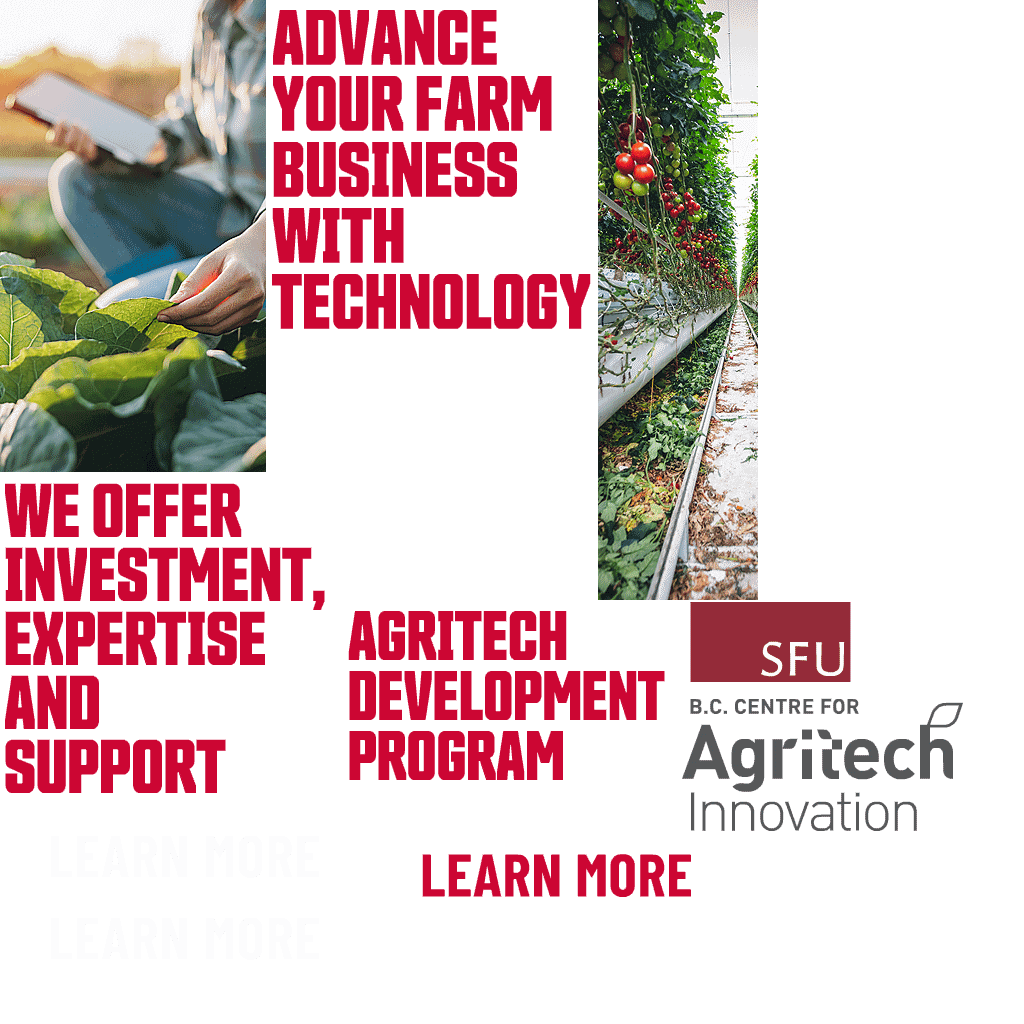 ADVANCE
YOUR FARM
BUSINESS
WITH
TECHNOLOGY
WE OFFER
INVESTMENT,
EXPERTISE
AND
SUPPORT
AGRITECH
DEVELOPMENT
PROGRAM
SFU
B.C. CENTRE FOR
Agritech
Innovation
LEARN MORE
LEARN MORE
LEARN MORE